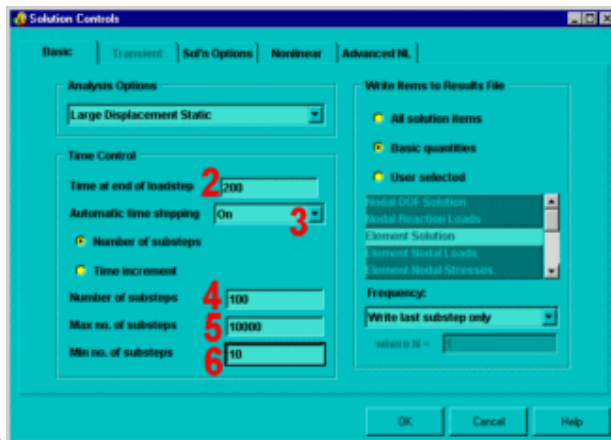 Solution Controls
Basic
Transient
Sol'n Options
Nonlinear
Advanced NL
Analysis Options
Large Displacement Static
Time Control
Time at end of loadstep 2 200
Automatic time stepping On 3
Number of substeps
Time increment
Number of substeps 4 100
Max no. of substeps 5 10000
Min no. of substeps 6 10
Write Items to Results File
All solution items
Basic quantities
User selected
Nodal DOF Solution
Nodal Reaction Loads
Element Solution
Element Nodal Loads
Element Nodal Stresses
Frequency:
Write last substep only
where N = 1
OK
Cancel
Help